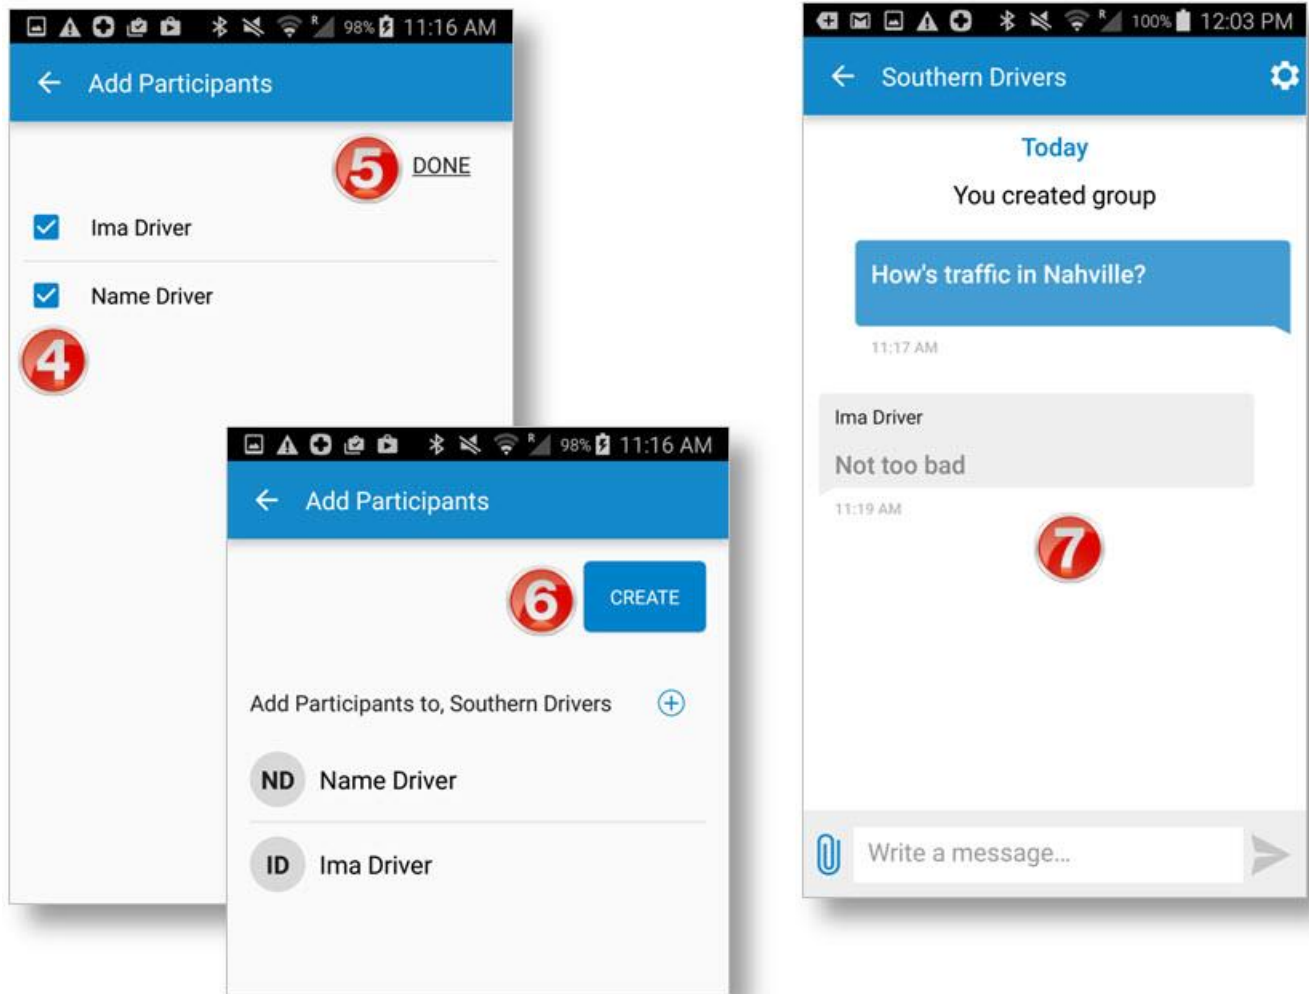 98% 11:16 AM
Add Participants
5 DONE
Ima Driver
Name Driver
4
R 98% 11:16 AM
Add Participants
6 CREATE
Add Participants to, Southern Drivers
ND Name Driver
ID Ima Driver
R 100% 12:03 PM
Southern Drivers
Today
You created group
How's traffic in Nahville?
11:17 AM
Ima Driver
Not too bad
11:19 AM
7
Write a message...